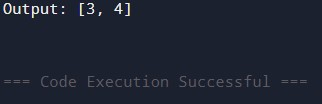 Output: [3, 4]
=== Code Execution Successful ===